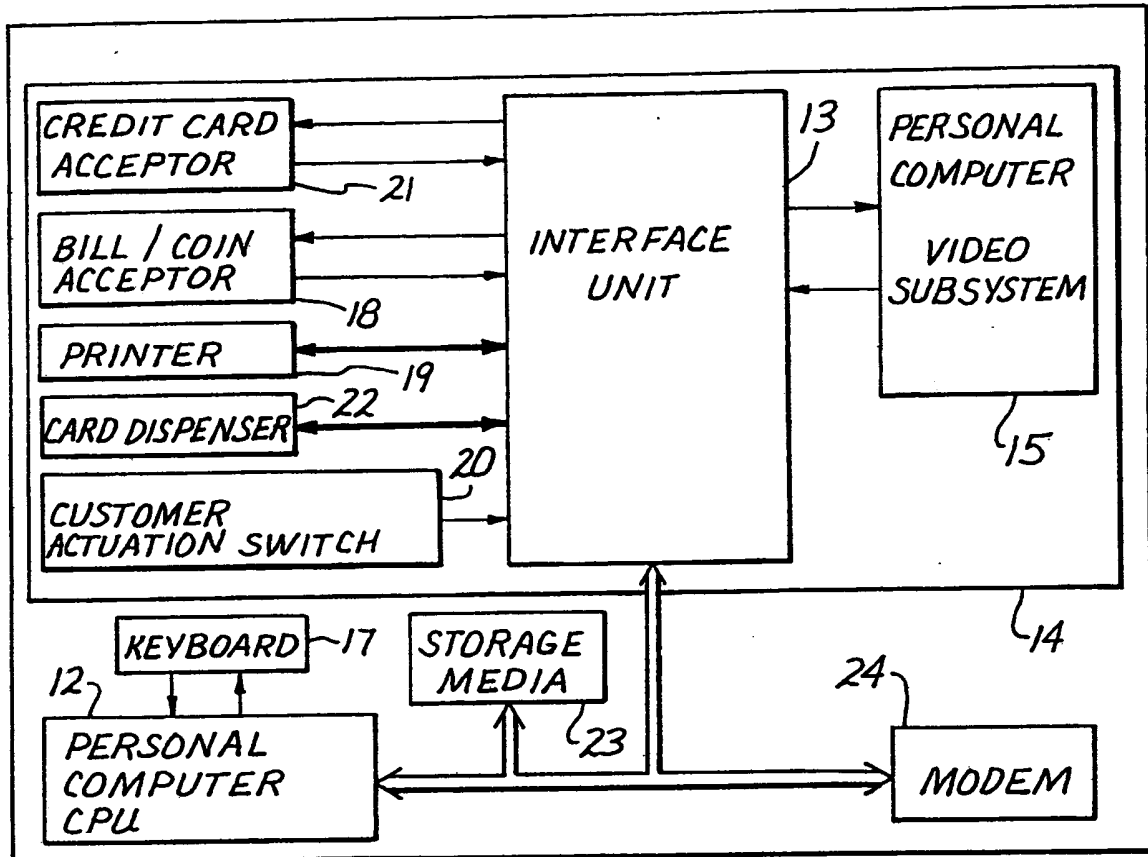 CREDIT CARD
ACCEPTOR
21
BILL / COIN
ACCEPTOR
18
PRINTER
19
22
CARD DISPENSER
20
CUSTOMER
ACTUATION SWITCH
INTERFACE
UNIT
13
PERSONAL
COMPUTER
VIDEO
SUBSYSTEM
15
14
KEYBOARD
17
12
PERSONAL
COMPUTER
CPU
STORAGE
MEDIA
23
24
MODEM